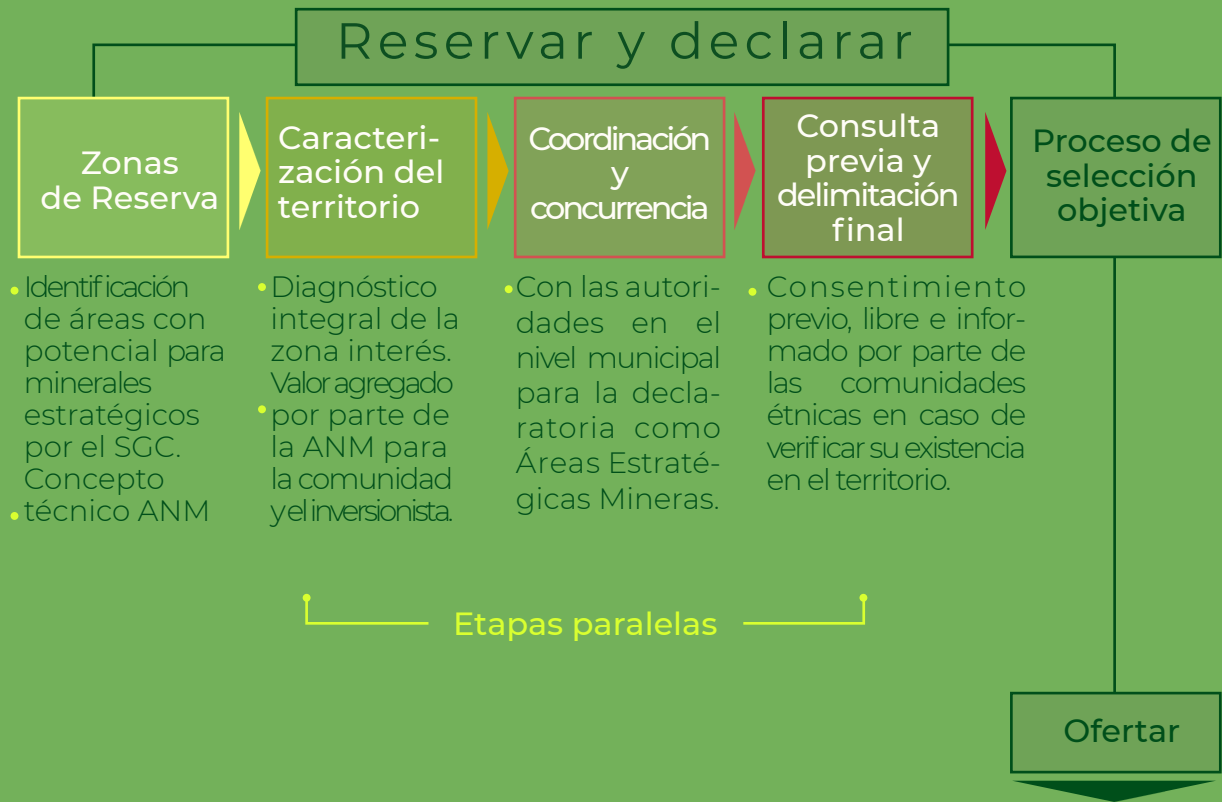 Reservar y declarar
Zonas
de Reserva
Caracteri-
zación del
territorio
Coordinación
y
concurrencia
Consulta
previa y
delimitación
final
Proceso de
selección
objetiva
• Identificación
de áreas con
potencial para
minerales
estratégicos
por el SGC.
Concepto
• técnico ANM
• Diagnóstico
integral de la
zona interés.
Valor agregado
• por parte de
la ANM para
la comunidad
y el inversionista.
• Con las autori-
dades en el
nivel municipal
para la decla-
ratoria como
Áreas Estraté-
gicas Mineras.
• Consentimiento
previo, libre e infor-
mado por parte de
las comunidades
étnicas en caso de
verificar su existencia
en el territorio.
Etapas paralelas
Ofertar